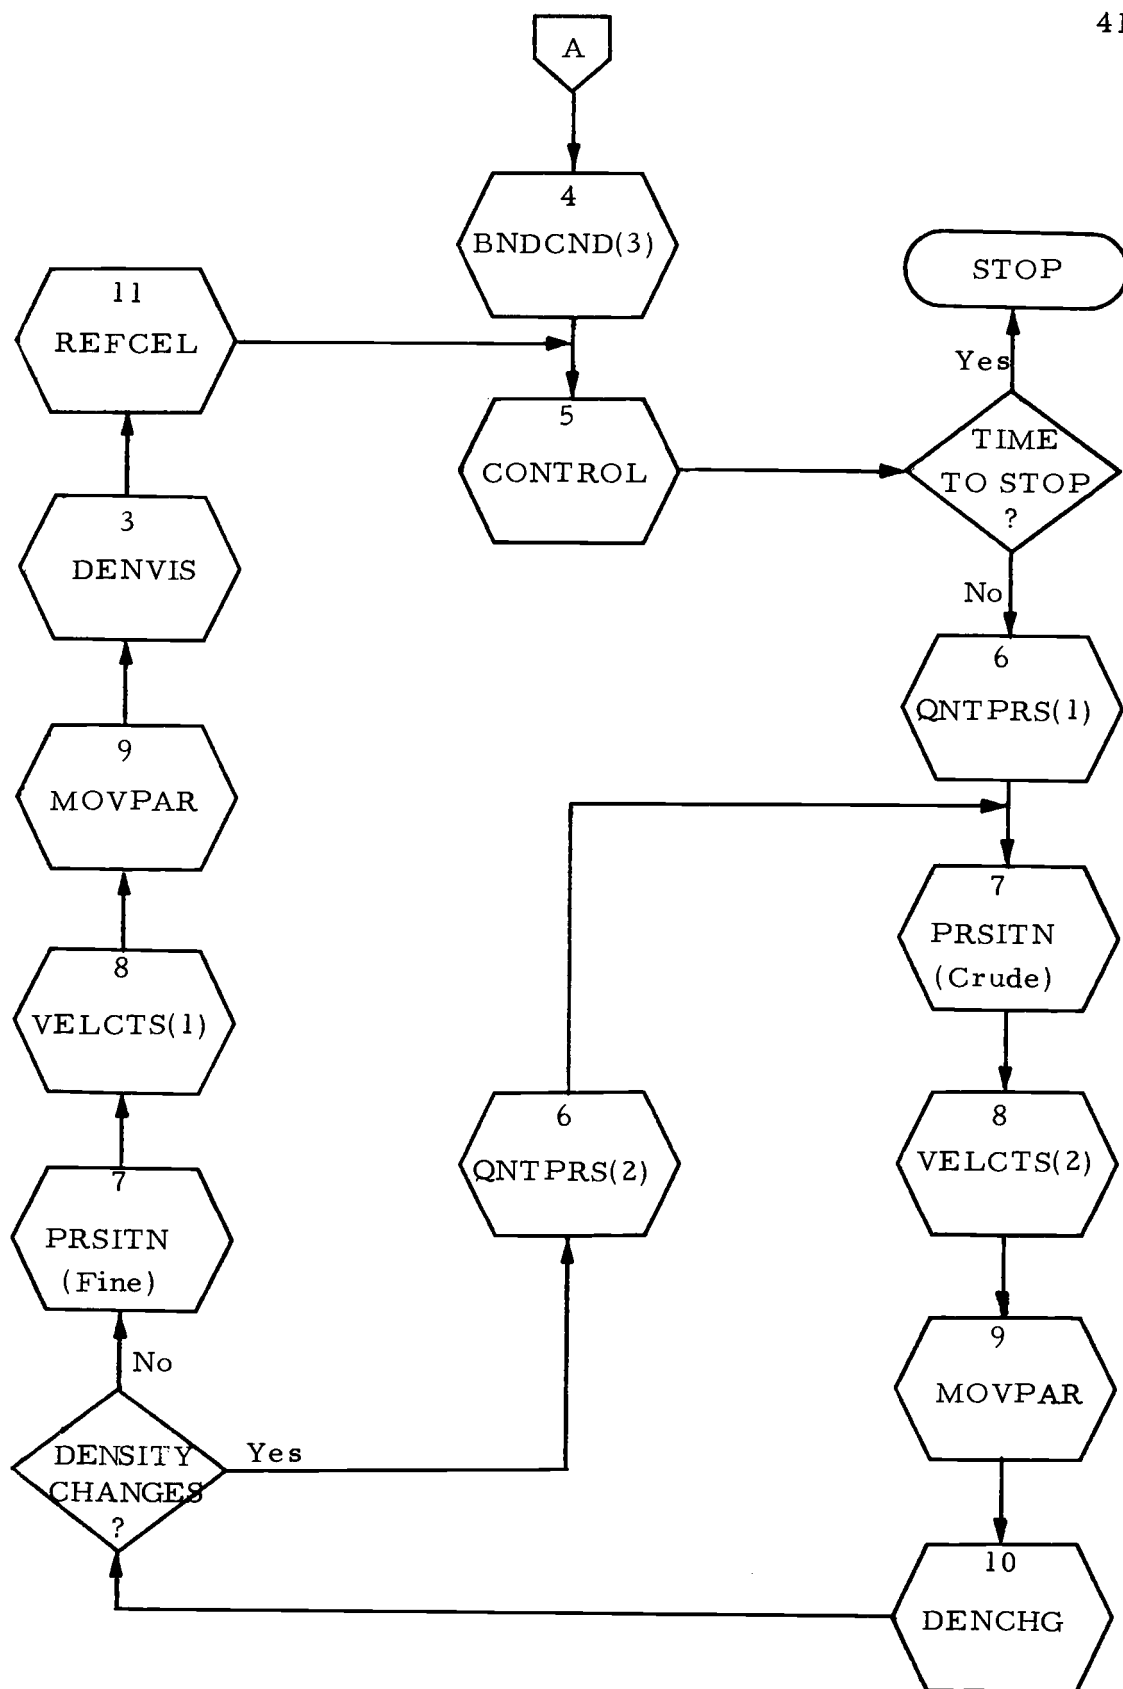 41
A
4
BNDCND(3)
STOP
11
REFCEL
Yes
5
CONTROL
TIME
TO STOP
?
3
DENVIS
No
6
QNTPRS(1)
9
MOVPAR
7
PRSITN
(Crude)
8
VELCTS(1)
6
QNTPRS(2)
8
VELCTS(2)
7
PRSITN
(Fine)
No
9
MOVPAR
DENSITY
CHANGES
?
Yes
10
DENCHG